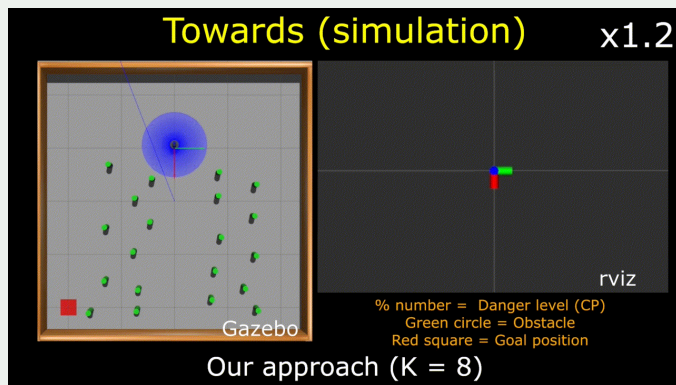 Towards (simulation)
x1.2
Gazebo
rviz
% number = Danger level (CP)
Green circle = Obstacle
Red square = Goal position
Our approach (K = 8)